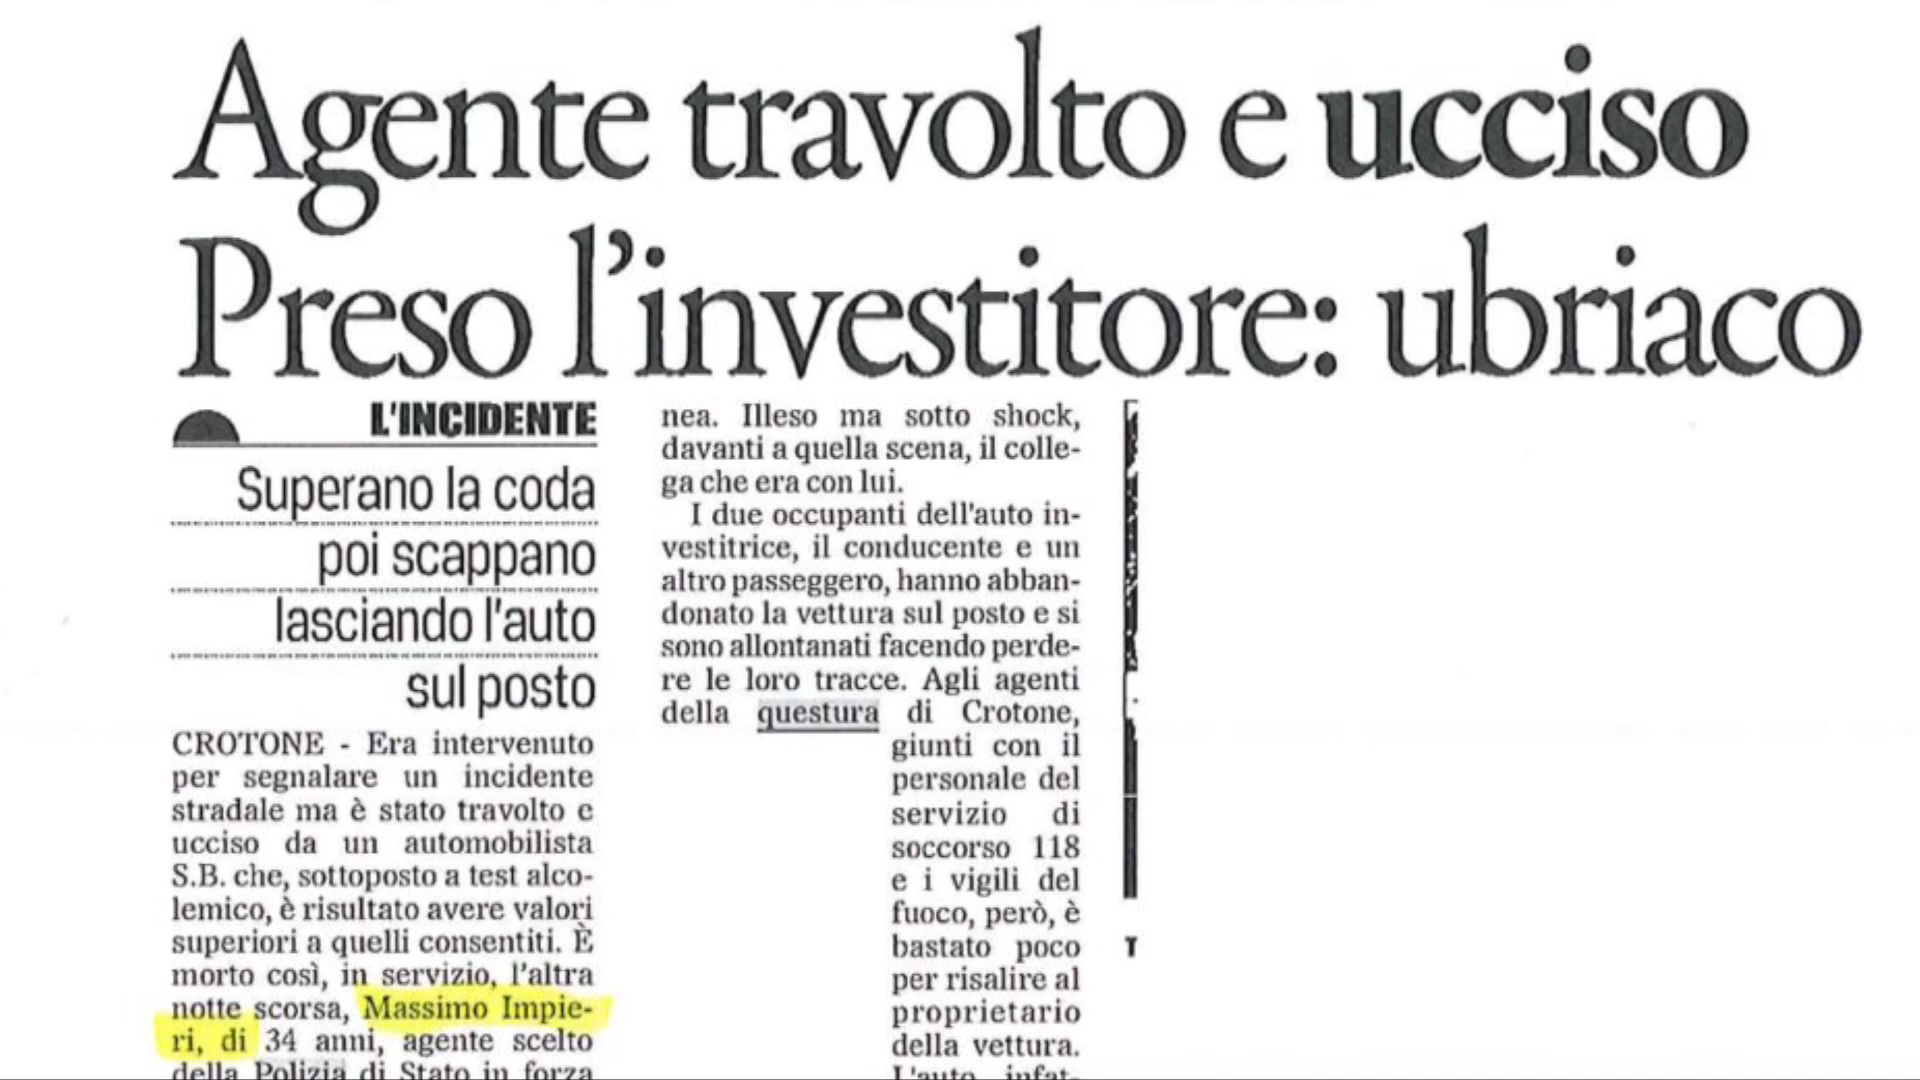 Agente travolto e ucciso
Preso l'investitore: ubriaco
L'INCIDENTE
Superano la coda
poi scappano
lasciando l'auto
sul posto
CROTONE - Era intervenuto
per segnalare un incidente
stradale ma è stato travolto e
ucciso da un automobilista
S.B. che, sottoposto a test alco-
lemico, è risultato avere valori
superiori a quelli consentiti. È
morto così, in servizio, l'altra
notte scorsa, Massimo Impie-
ri, di 34 anni, agente scelto
della Polizia di Stato in forza
nea. Illeso ma sotto shock,
davanti a quella scena, il colle-
ga che era con lui.
I due occupanti dell'auto in-
vestitrice, il conducente e un
altro passeggero, hanno abban-
donato la vettura sul posto e si
sono allontanati facendo perde-
re le loro tracce. Agli agenti
della questura di Crotone,
giunti con il
personale del
servizio di
soccorso 118
e i vigili del
fuoco, però, è
bastato poco
per risalire al
proprietario
della vettura.
L'auto infat-
T